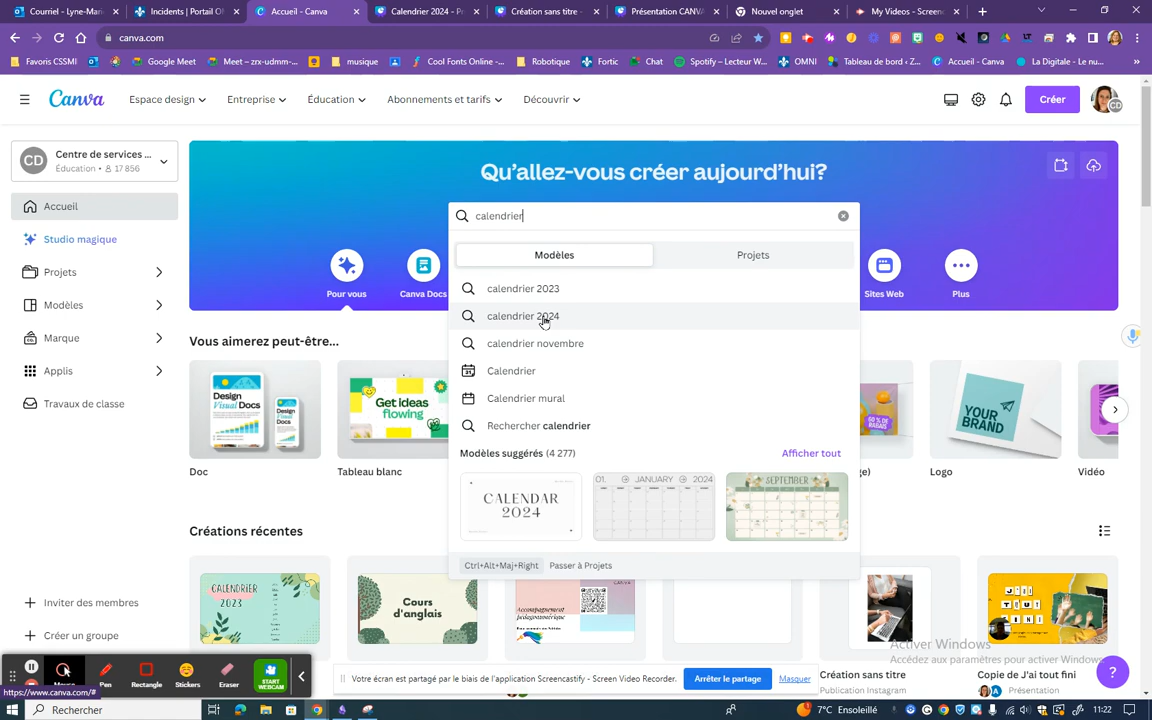 Courriel – Lyne-Mari
Incidents | Portail O
Accueil - Canva
Calendrier 2024 - P
Création sans titre -
Présentation CANVA
Nouvel onglet
My Videos - Screen
canva.com
Favoris CSSMI
Google Meet
Meet – zrx-udmm-...
musique
Cool Fonts Online -...
Robotique
Fortic
Chat
Spotify – Lecteur W...
OMNI
Tableau de bord ‹ Z...
Accueil - Canva
La Digitale - Le nu...
Canva
Espace design
Entreprise
Éducation
Abonnements et tarifs
Découvrir
Créer
CD
CD
Centre de services ...
Éducation • 17 856
Accueil
Studio magique
Projets
Modèles
Marque
Applis
Travaux de classe
Inviter des membres
Créer un groupe
Qu'allez-vous créer aujourd'hui?
calendrier
Modèles
Projets
calendrier 2023
calendrier 2024
calendrier novembre
Calendrier
Calendrier mural
Rechercher calendrier
Modèles suggérés (4 277)
Afficher tout
CALENDAR
2024
01.
JANUARY
2024
SEPTEMBER
Ctrl+Alt+Maj+Right
Passer à Projets
Pour vous
Canva Docs
Sites Web
Plus
Vous aimerez peut-être...
DESIGN
VISUAL
DOCS
Get ideas
flowing
60 % DE
RABAIS
YOUR
BRAND
Doc
Tableau blanc
Logo
Vidéo
Créations récentes
CALENDRIER
2023
Cours
d'anglais
Accompagnement
pédagonumérique
J'AI
TOUT
FINI
Création sans titre
Publication Instagram
Copie de J'ai tout fini
Présentation
Activer Windows
Accédez aux paramètres pour activer Windows.
Mouse
Pen
Rectangle
Stickers
Eraser
START
WEBCAM
https://www.canva.com/#
Votre écran est partagé par le biais de l'application Screencastify - Screen Video Recorder.
Arrêter le partage
Masquer
?
Rechercher
7°C Ensoleillé
11:22